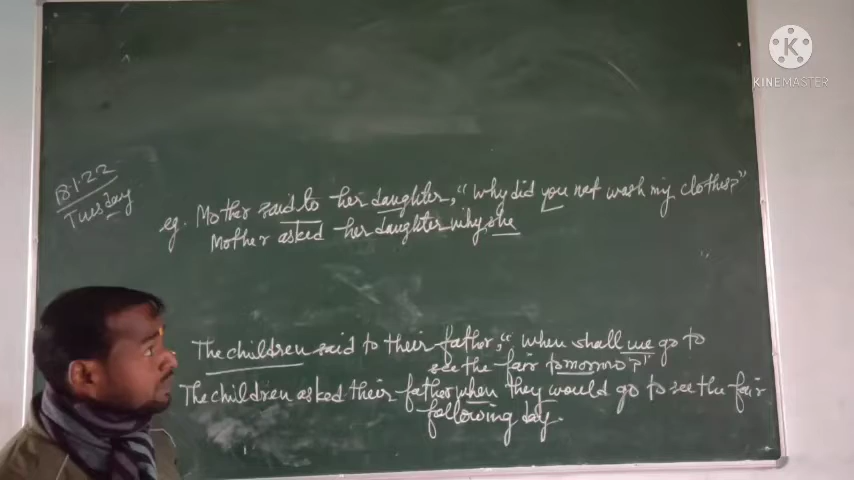 KINEMASTER
18.1.22
Tuesday
eg. Mother said to her daughter, "Why did you not wash my clothes?"
Mother asked her daughter why she
The children said to their father, "when shall we go to
see the fair tomorrow?"
The children asked their father when they would go to see the fair
following day.